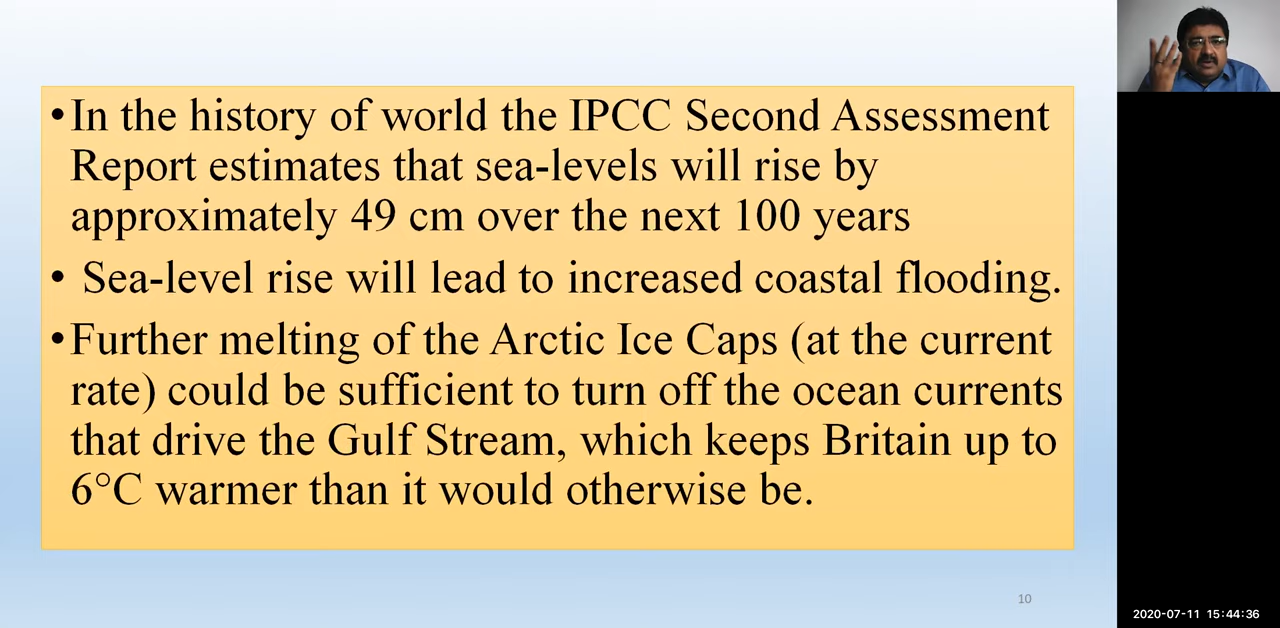 •In the history of world the IPCC Second Assessment
Report estimates that sea-levels will rise by
approximately 49 cm over the next 100 years
• Sea-level rise will lead to increased coastal flooding.
•Further melting of the Arctic Ice Caps (at the current
rate) could be sufficient to turn off the ocean currents
that drive the Gulf Stream, which keeps Britain up to
6°C warmer than it would otherwise be.
10
2020-07-11 15:44:36